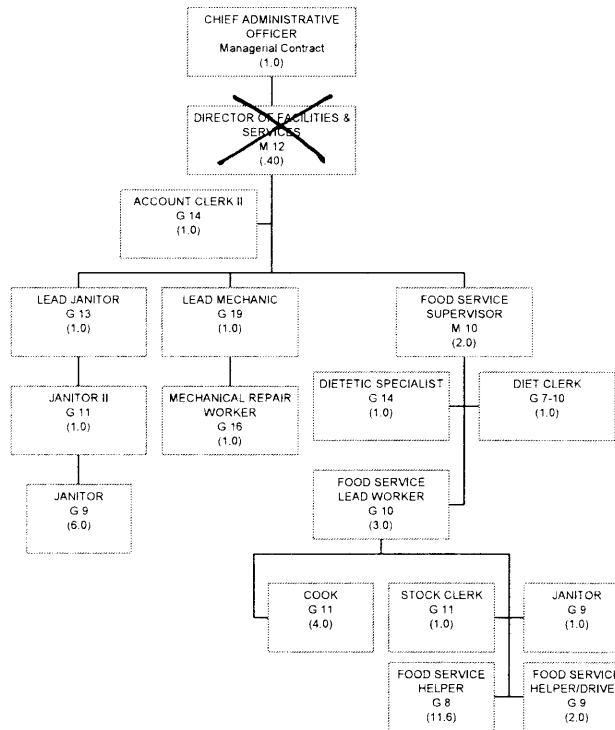 CHIEF ADMINISTRATIVE
OFFICER
Managerial Contract
(1.0)
DIRECTOR OF FACILITIES &
SERVICES
M 12
(.40)
ACCOUNT CLERK II
G 14
(1.0)
LEAD JANITOR
G 13
(1.0)
LEAD MECHANIC
G 19
(1.0)
FOOD SERVICE
SUPERVISOR
M 10
(2.0)
JANITOR II
G 11
(1.0)
MECHANICAL REPAIR
WORKER
G 16
(1.0)
DIETETIC SPECIALIST
G 14
(1.0)
DIET CLERK
G 7-10
(1.0)
JANITOR
G 9
(6.0)
FOOD SERVICE
LEAD WORKER
G 10
(3.0)
COOK
G 11
(4.0)
STOCK CLERK
G 11
(1.0)
JANITOR
G 9
(1.0)
FOOD SERVICE
HELPER
G 8
(11.6)
FOOD SERVICE
HELPER/DRIVE
G 9
(2.0)